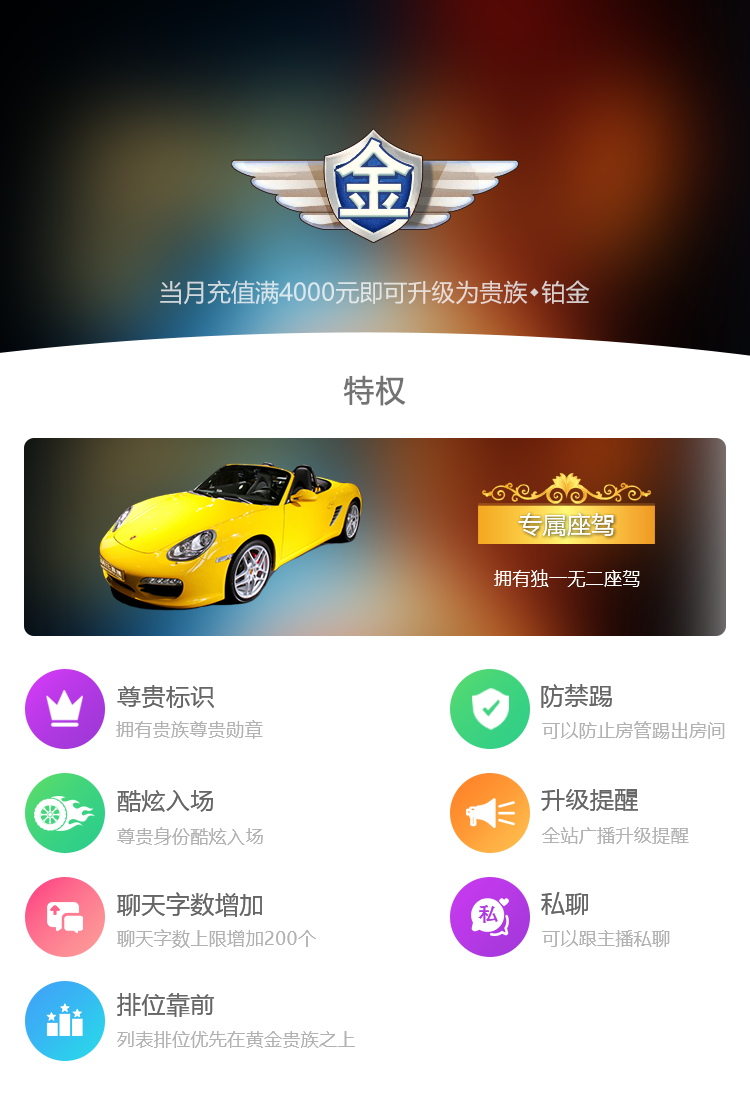 金
当月充值满4000元即可升级为贵族◆铂金
特权
专属座驾
拥有独一无二座驾
尊贵标识
拥有贵族尊贵勋章
防禁踢
可以防止房管踢出房间
酷炫入场
尊贵身份酷炫入场
升级提醒
全站广播升级提醒
聊天字数增加
聊天字数上限增加200个
私
私聊
可以跟主播私聊
排位靠前
列表排位优先在黄金贵族之上